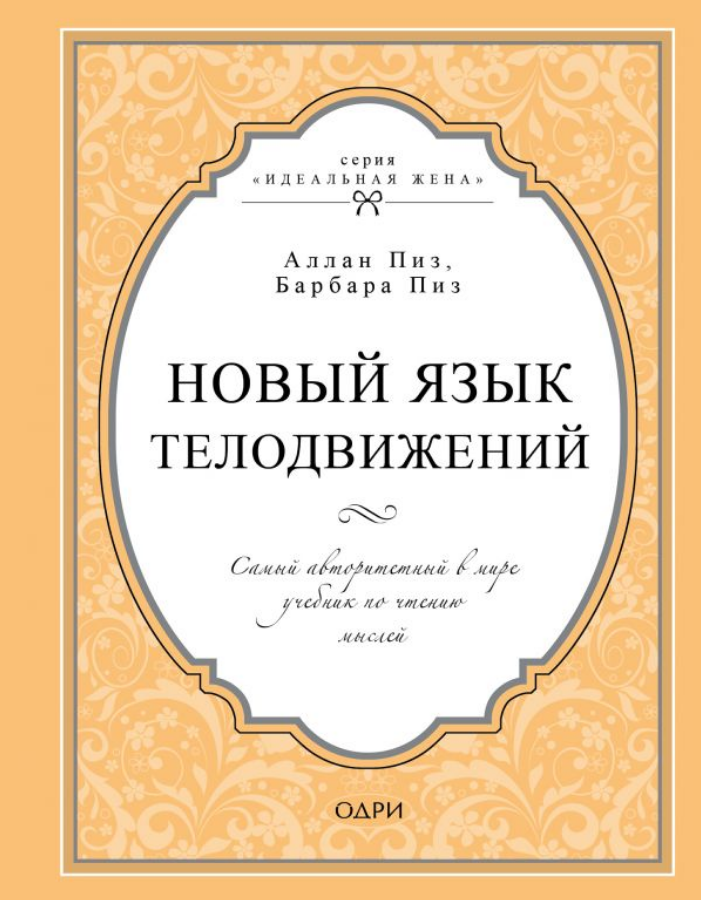 серия
«ИДЕАЛЬНАЯ ЖЕНА»
Аллан Пиз,
Барбара Пиз
НОВЫЙ ЯЗЫК
ТЕЛОДВИЖЕНИЙ
Самый авторитетный в мире
учебник по чтению
мыслей
ОДРИ